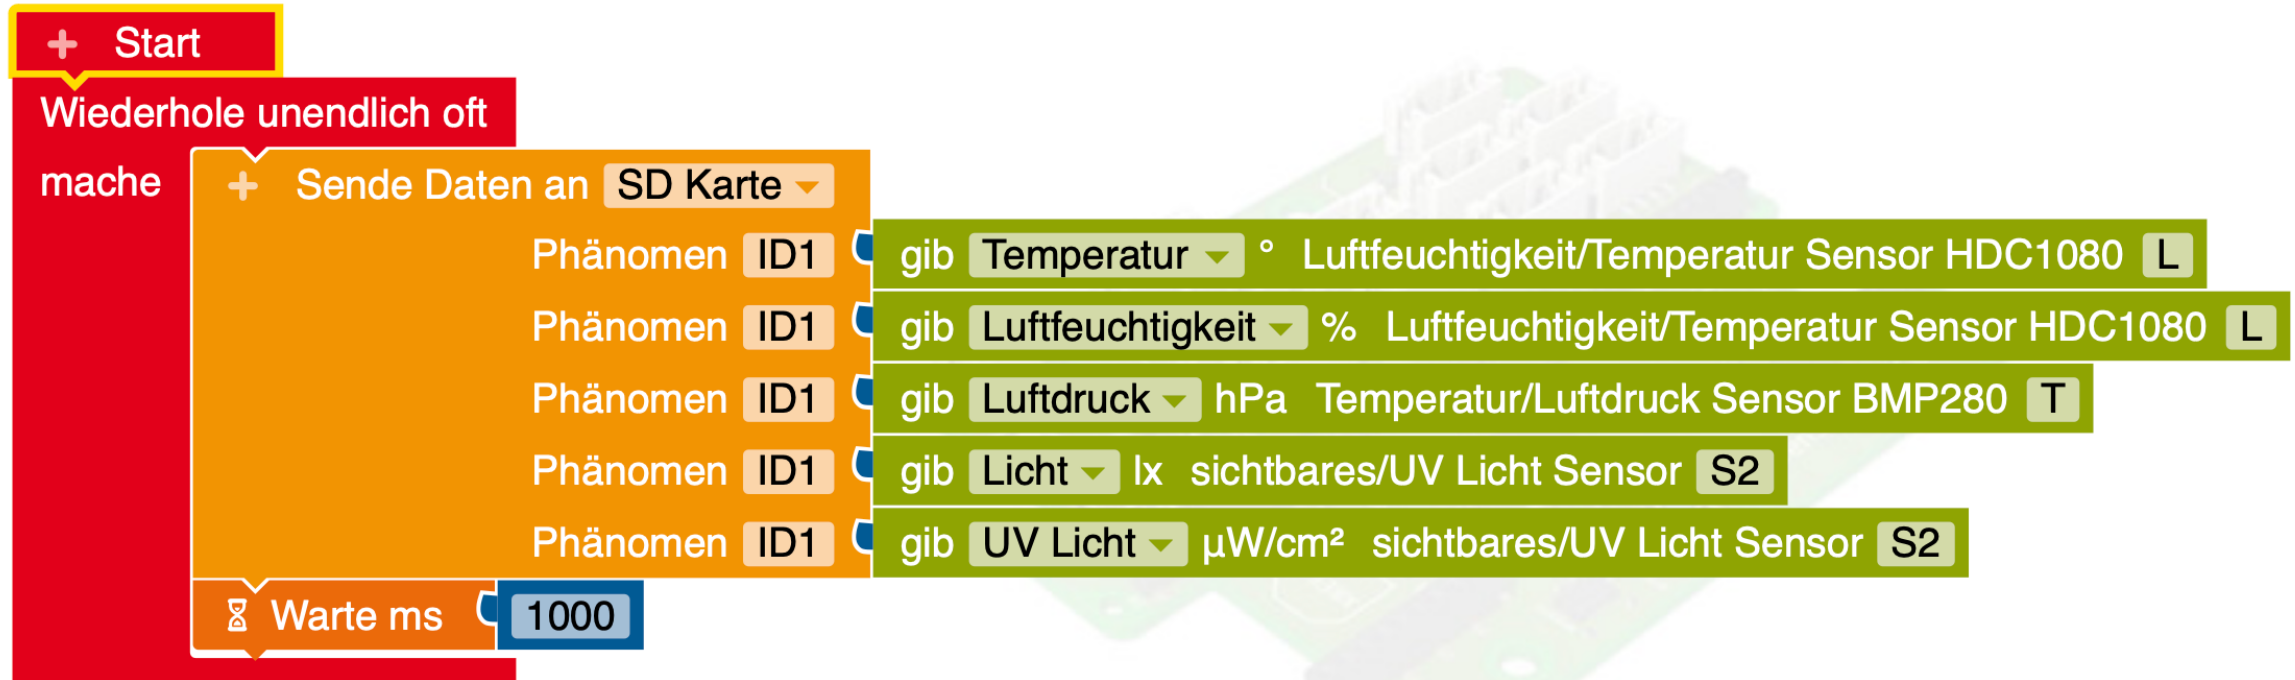 + Start
Wiederhole unendlich oft
mache + Sende Daten an SD Karte
Phänomen ID1 gib Temperatur ° Luftfeuchtigkeit/Temperatur Sensor HDC1080 L
Phänomen ID1 gib Luftfeuchtigkeit % Luftfeuchtigkeit/Temperatur Sensor HDC1080 L
Phänomen ID1 gib Luftdruck hPa Temperatur/Luftdruck Sensor BMP280 T
Phänomen ID1 gib Licht lx sichtbares/UV Licht Sensor S2
Phänomen ID1 gib UV Licht µW/cm² sichtbares/UV Licht Sensor S2
Warte ms 1000